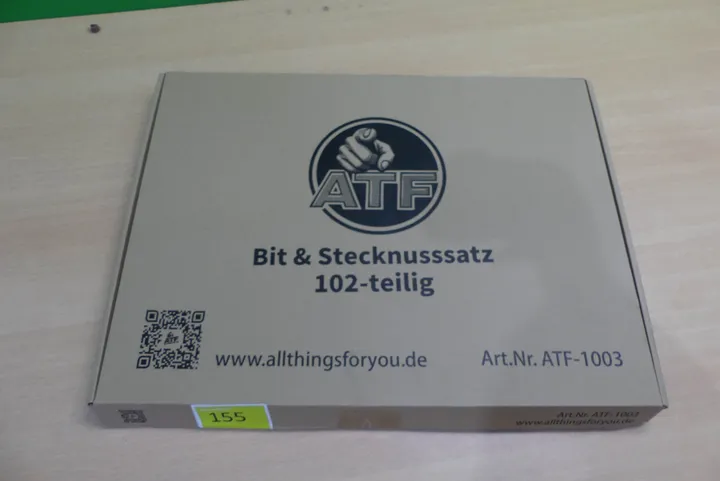 ATF
Bit & Stecknusssatz
102-teilig
ATF
www.allthingsforyou.de
Art.Nr. ATF-1003
155
Art.Nr. ATF-1003
www.allthingsforyou.de